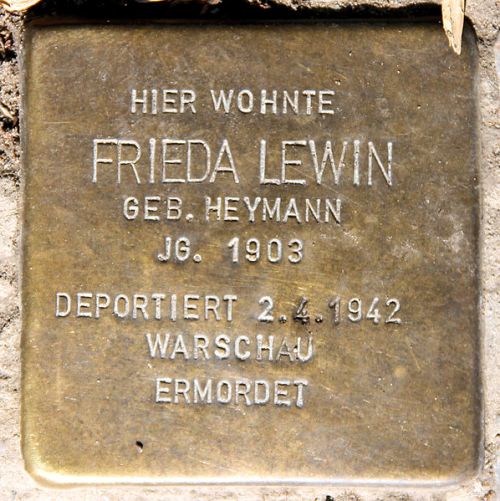 HIER WOHNTE
FRIEDA LEWIN
GEB. HEYMANN
JG. 1903
DEPORTIERT 2.4.1942
WARSCHAU
ERMORDET